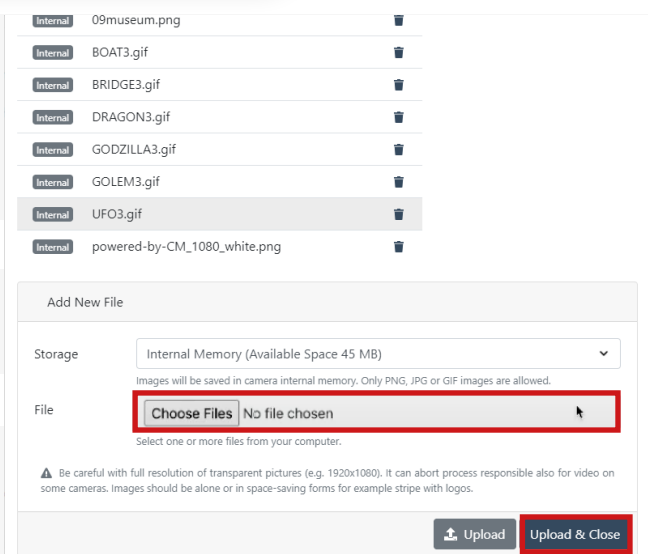 Internal 09museum.png
Internal BOAT3.gif
Internal BRIDGE3.gif
Internal DRAGON3.gif
Internal GODZILLA3.gif
Internal GOLEM3.gif
Internal UFO3.gif
Internal powered-by-CM_1080_white.png
Add New File
Storage Internal Memory (Available Space 45 MB)
Images will be saved in camera internal memory. Only PNG, JPG or GIF images are allowed.
File Choose Files No file chosen
Select one or more files from your computer.
Be careful with full resolution of transparent pictures (e.g. 1920x1080). It can abort process responsible also for video on
some cameras. Images should be alone or in space-saving forms for example stripe with logos.
Upload Upload & Close